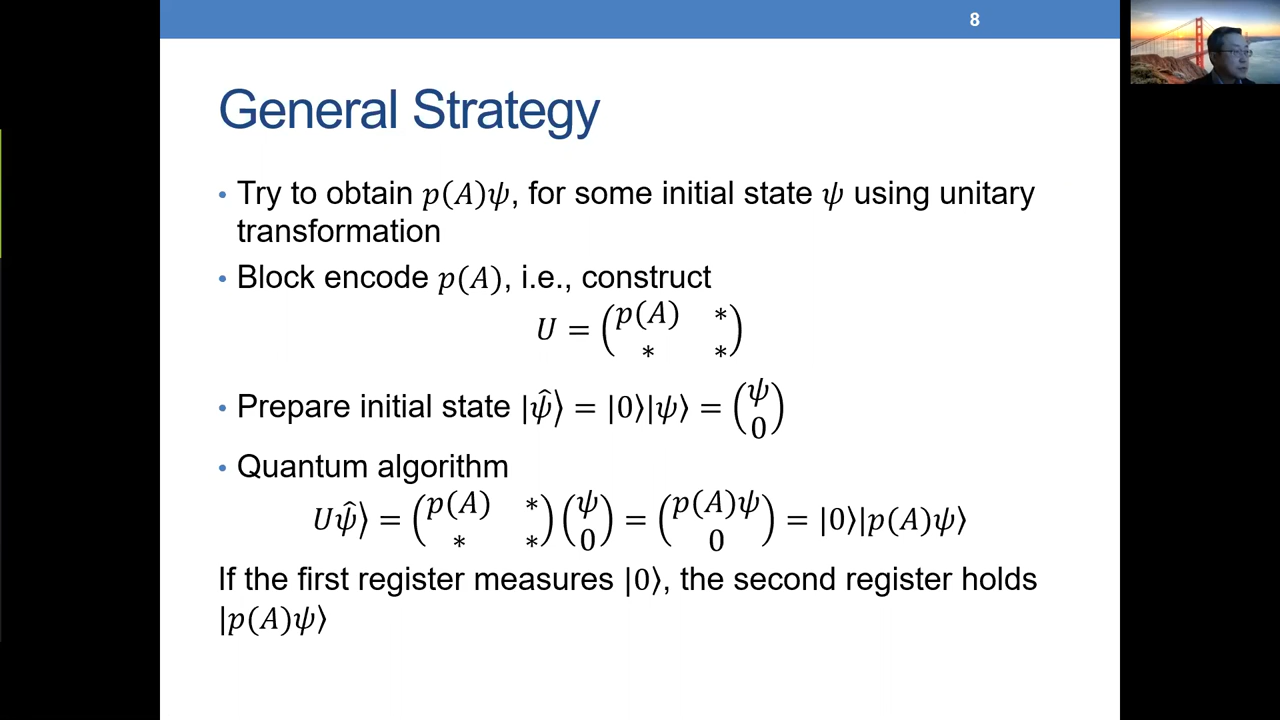 8
General Strategy
• Try to obtain 𝑝(𝐴)𝜓, for some initial state 𝜓 using unitary
transformation
• Block encode 𝑝(𝐴), i.e., construct
𝑈 = (𝑝(𝐴) ∗
∗ ∗)
• Prepare initial state |𝜓̂⟩ = |0⟩|𝜓⟩ = (𝜓
0)
• Quantum algorithm
𝑈𝜓̂⟩ = (𝑝(𝐴) ∗ ∗ ∗)(𝜓 0) = (𝑝(𝐴)𝜓 0) = |0⟩|𝑝(𝐴)𝜓⟩
If the first register measures |0⟩, the second register holds
|𝑝(𝐴)𝜓⟩